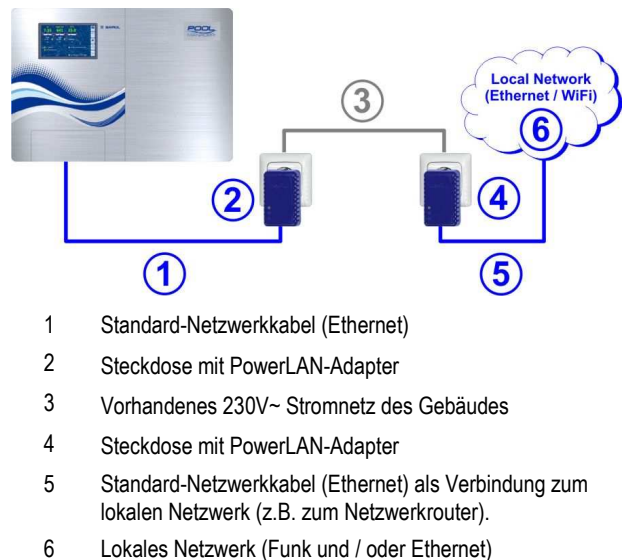 BAYROL
POOL
Local Network
(Ethernet / WiFi)
3
6
2
4
1
5
1 Standard-Netzwerkkabel (Ethernet)
2 Steckdose mit PowerLAN-Adapter
3 Vorhandenes 230V~ Stromnetz des Gebäudes
4 Steckdose mit PowerLAN-Adapter
5 Standard-Netzwerkkabel (Ethernet) als Verbindung zum
lokalen Netzwerk (z.B. zum Netzwerkrouter).
6 Lokales Netzwerk (Funk und / oder Ethernet)